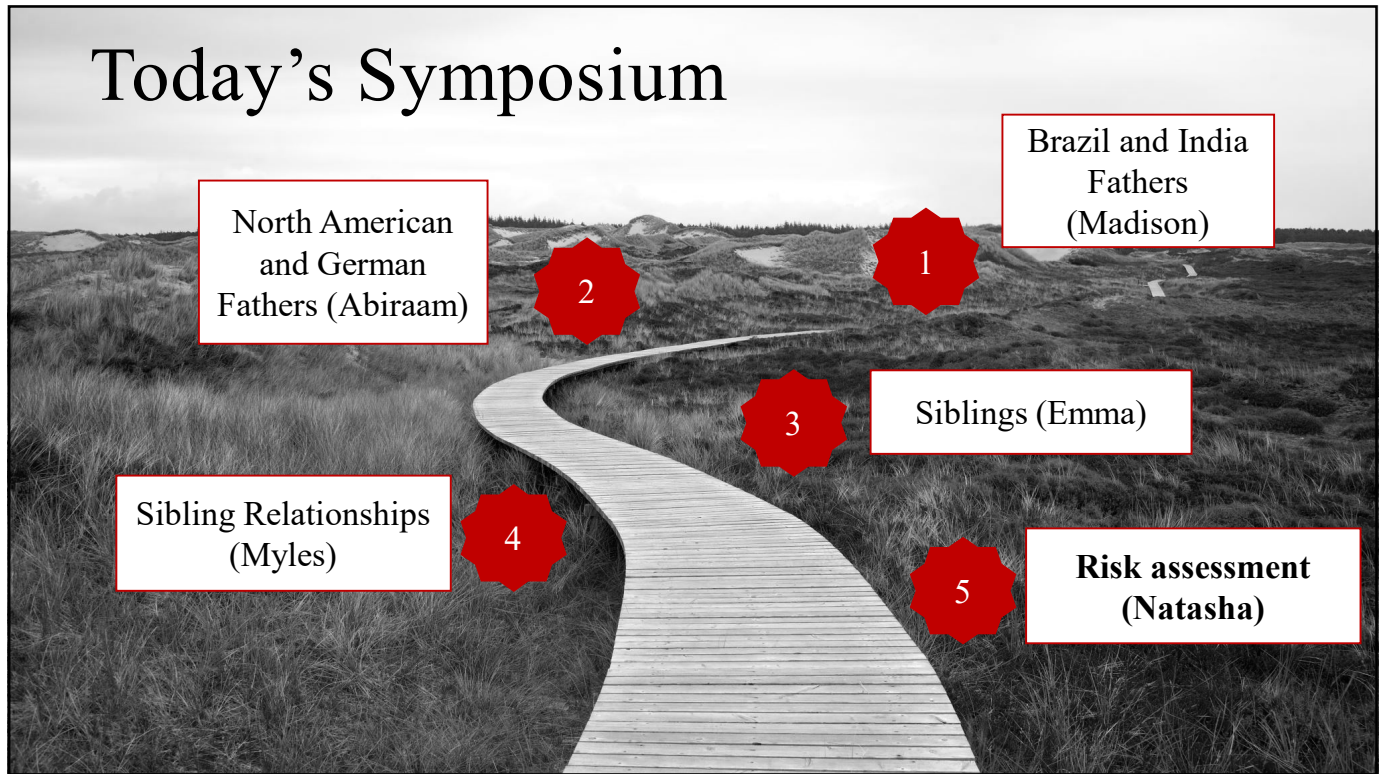 Today’s Symposium
1
Brazil and India
Fathers
(Madison)
2
North American
and German
Fathers (Abiraam)
3
Siblings (Emma)
4
Sibling Relationships
(Myles)
5
Risk assessment
(Natasha)